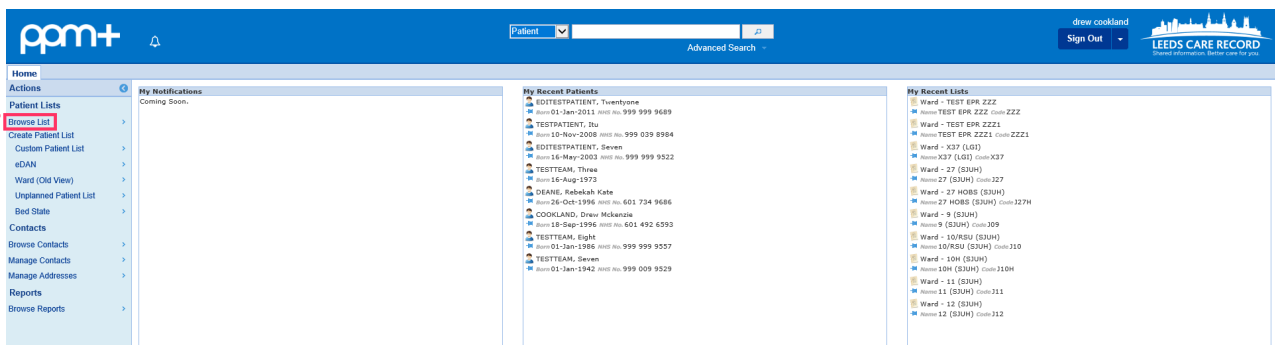 ppm+
Patient
Advanced Search
drew cookland
Sign Out
LEEDS CARE RECORD
Shared information. Better care for you.
Home
Actions
Patient Lists
Browse List
Create Patient List
Custom Patient List
eDAN
Ward (Old View)
Unplanned Patient List
Bed State
Contacts
Browse Contacts
Manage Contacts
Manage Addresses
Reports
Browse Reports
My Notifications
Coming Soon.
My Recent Patients
EDITESTPATIENT, Twentyone
Born 01-Jan-2011 NHS No. 999 999 9689
TESTPATIENT, Itu
Born 10-Nov-2008 NHS No. 999 039 8984
EDITESTPATIENT, Seven
Born 16-May-2003 NHS No. 999 999 9522
TESTTEAM, Three
Born 16-Aug-1973
DEANE, Rebekah Kate
Born 26-Oct-1996 NHS No. 601 734 9686
COOKLAND, Drew Mckenzie
Born 18-Sep-1996 NHS No. 601 492 6593
TESTTEAM, Eight
Born 01-Jan-1986 NHS No. 999 999 9557
TESTTEAM, Seven
Born 01-Jan-1942 NHS No. 999 009 9529
My Recent Lists
Ward - TEST EPR ZZZ
Name TEST EPR ZZZ Code ZZZ
Ward - TEST EPR ZZZ1
Name TEST EPR ZZZ1 Code ZZZ1
Ward - X37 (LGI)
Name X37 (LGI) Code X37
Ward - 27 (SJUH)
Name 27 (SJUH) Code J27
Ward - 27 HOBS (SJUH)
Name 27 HOBS (SJUH) Code J27H
Ward - 9 (SJUH)
Name 9 (SJUH) Code J09
Ward - 10/RSU (SJUH)
Name 10/RSU (SJUH) Code J10
Ward - 10H (SJUH)
Name 10H (SJUH) Code J10H
Ward - 11 (SJUH)
Name 11 (SJUH) Code J11
Ward - 12 (SJUH)
Name 12 (SJUH) Code J12